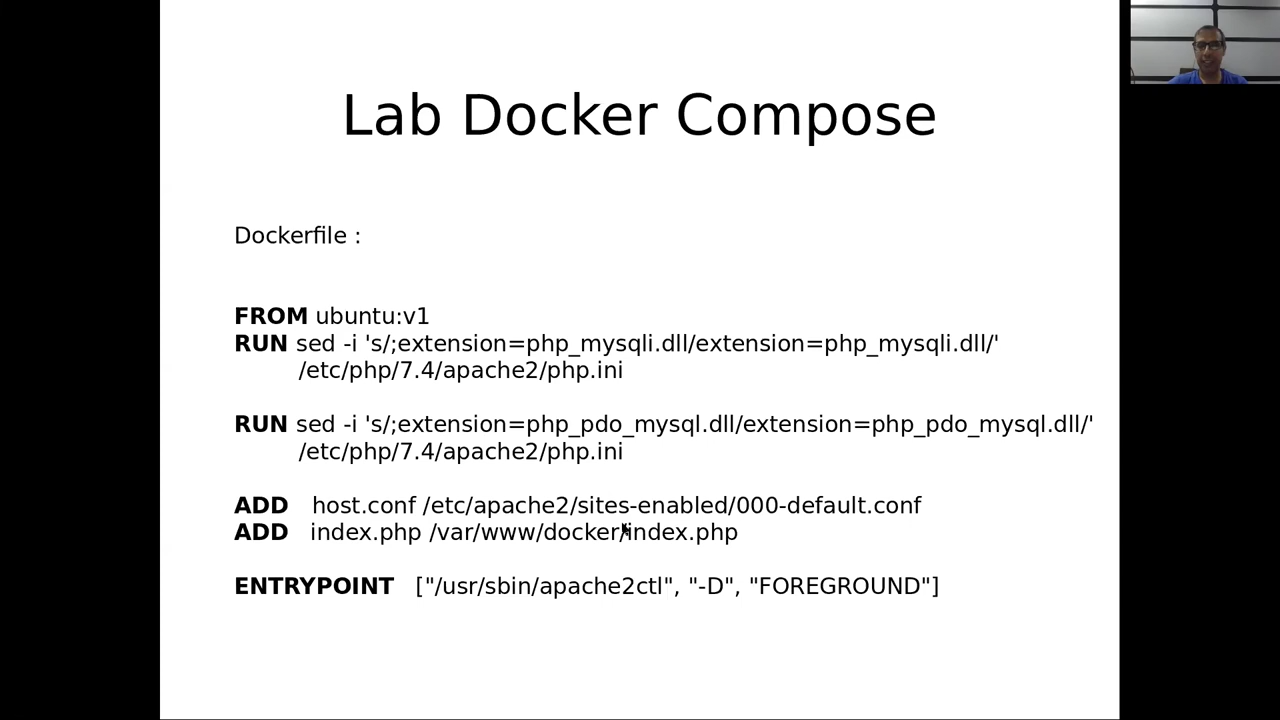 Lab Docker Compose
Dockerfile :
FROM ubuntu:v1
RUN sed -i 's/;extension=php_mysqli.dll/extension=php_mysqli.dll/'
/etc/php/7.4/apache2/php.ini
RUN sed -i 's/;extension=php_pdo_mysql.dll/extension=php_pdo_mysql.dll/'
/etc/php/7.4/apache2/php.ini
ADD host.conf /etc/apache2/sites-enabled/000-default.conf
ADD index.php /var/www/docker/index.php
ENTRYPOINT ["/usr/sbin/apache2ctl", "-D", "FOREGROUND"]